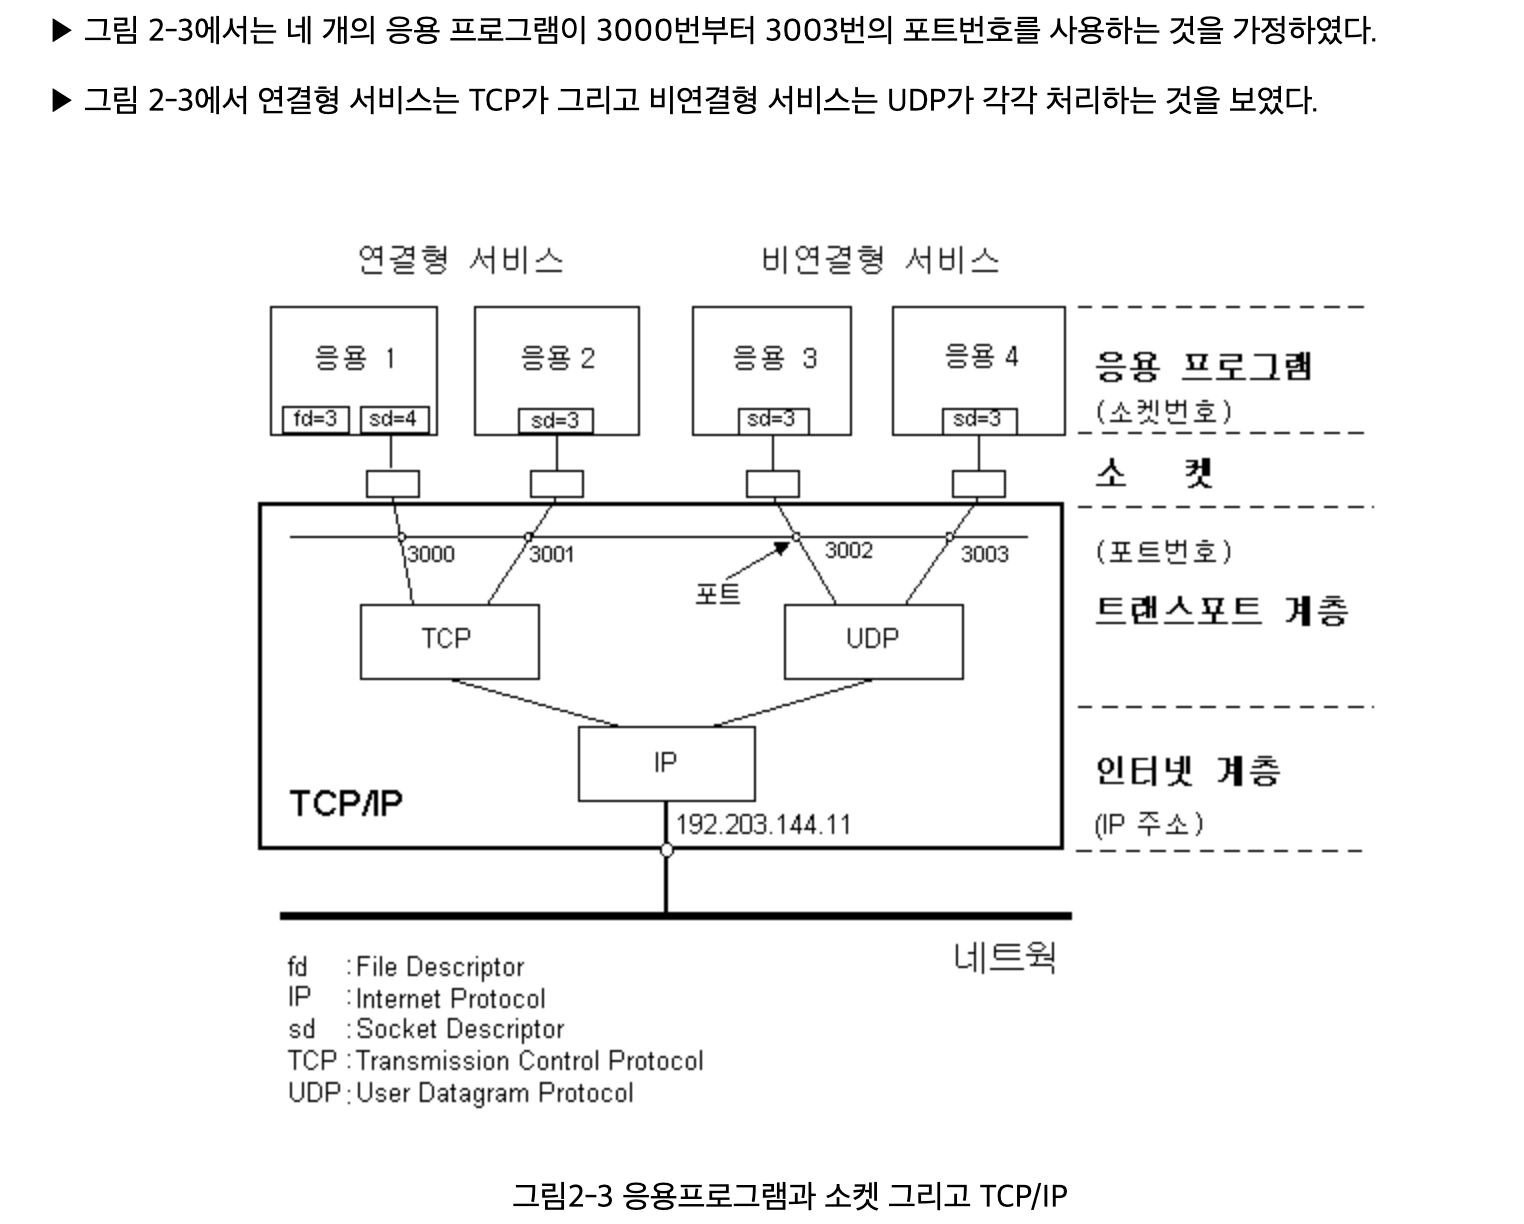 ▶ 그림 2-3에서는 네 개의 응용 프로그램이 3000번부터 3003번의 포트번호를 사용하는 것을 가정하였다.
▶ 그림 2-3에서 연결형 서비스는 TCP가 그리고 비연결형 서비스는 UDP가 각각 처리하는 것을 보였다.
연결형 서비스 비연결형 서비스
응용 1 응용 2 응용 3 응용 4
응용 프로그램
fd=3 sd=4 sd=3 sd=3 sd=3
(소켓번호)
소 켓
3000 3001 3002 3003
(포트번호)
포트
트랜스포트 계층
TCP UDP
IP
인터넷 계층
TCP/IP
192.203.144.11
(IP 주소)
네트웍
fd : File Descriptor
IP : Internet Protocol
sd : Socket Descriptor
TCP : Transmission Control Protocol
UDP : User Datagram Protocol
그림2-3 응용프로그램과 소켓 그리고 TCP/IP